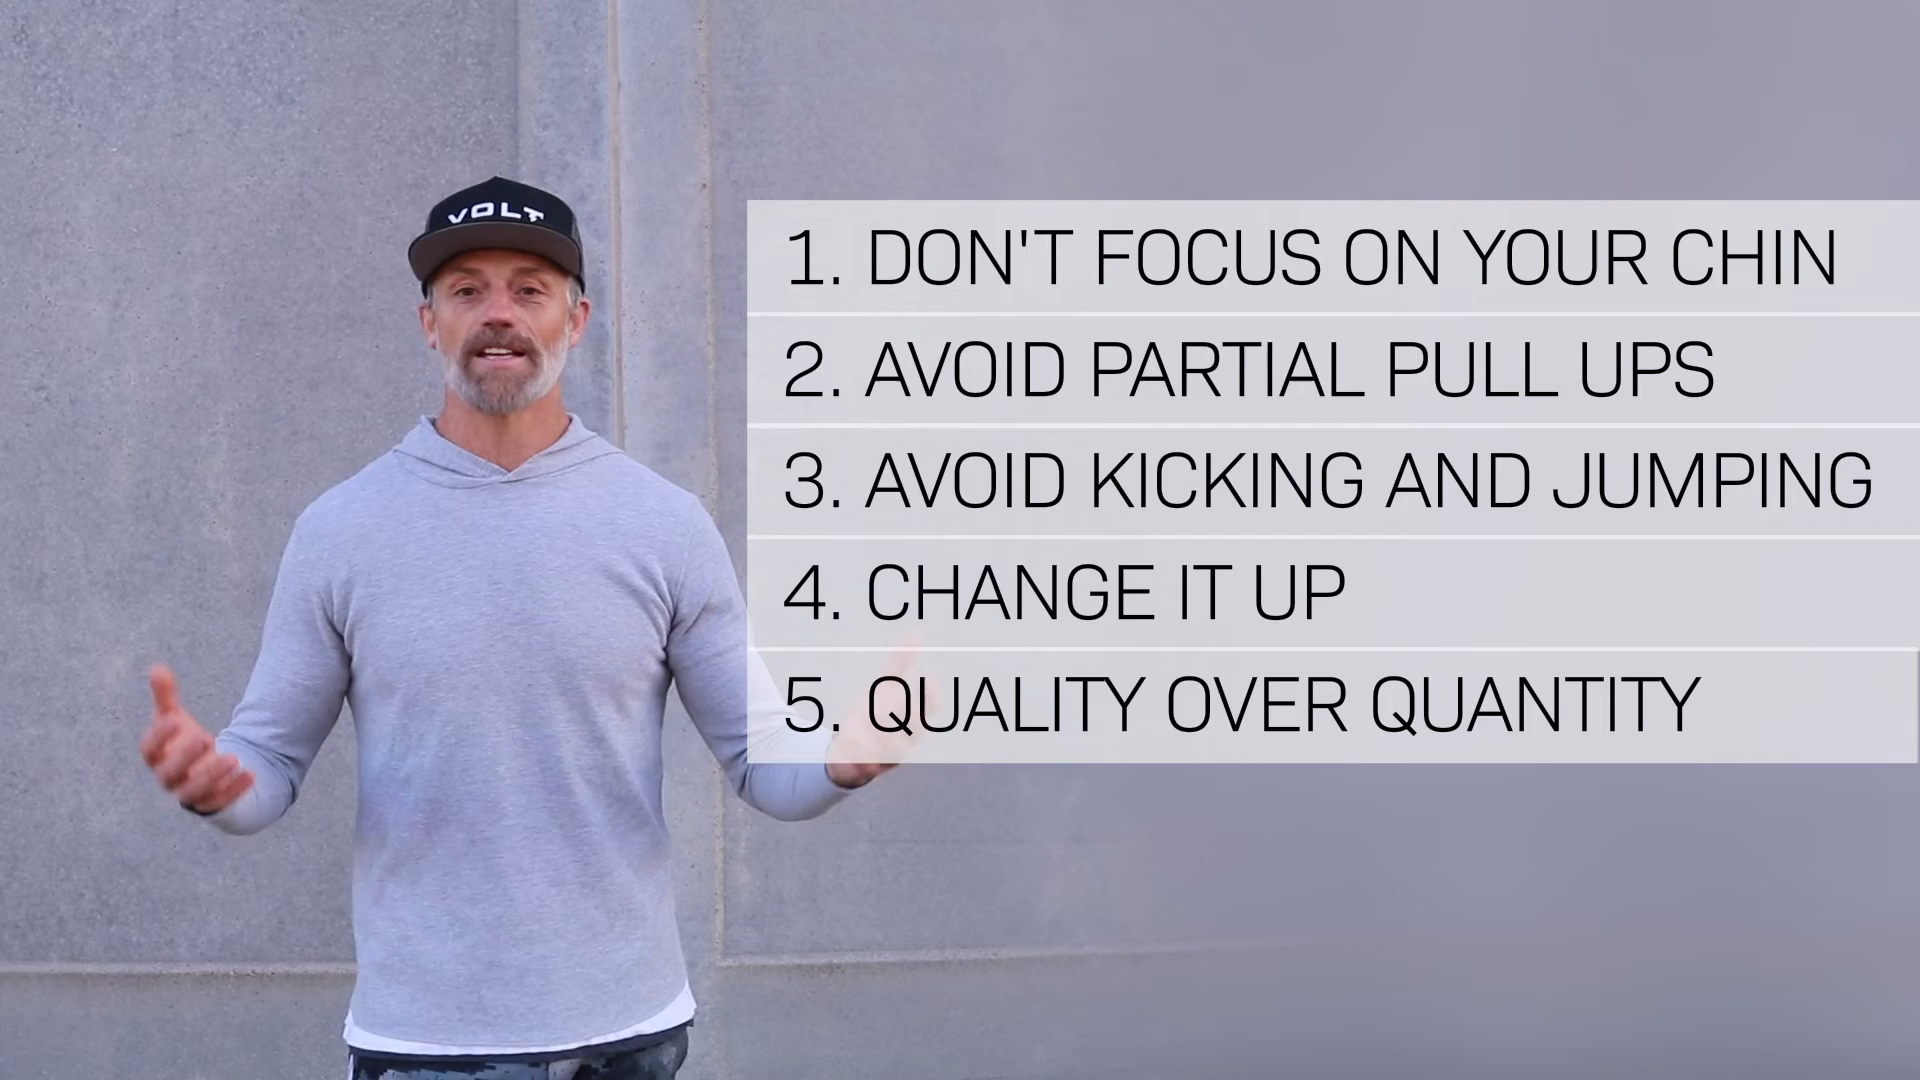 VOLT
1. DON'T FOCUS ON YOUR CHIN
2. AVOID PARTIAL PULL UPS
3. AVOID KICKING AND JUMPING
4. CHANGE IT UP
5. QUALITY OVER QUANTITY